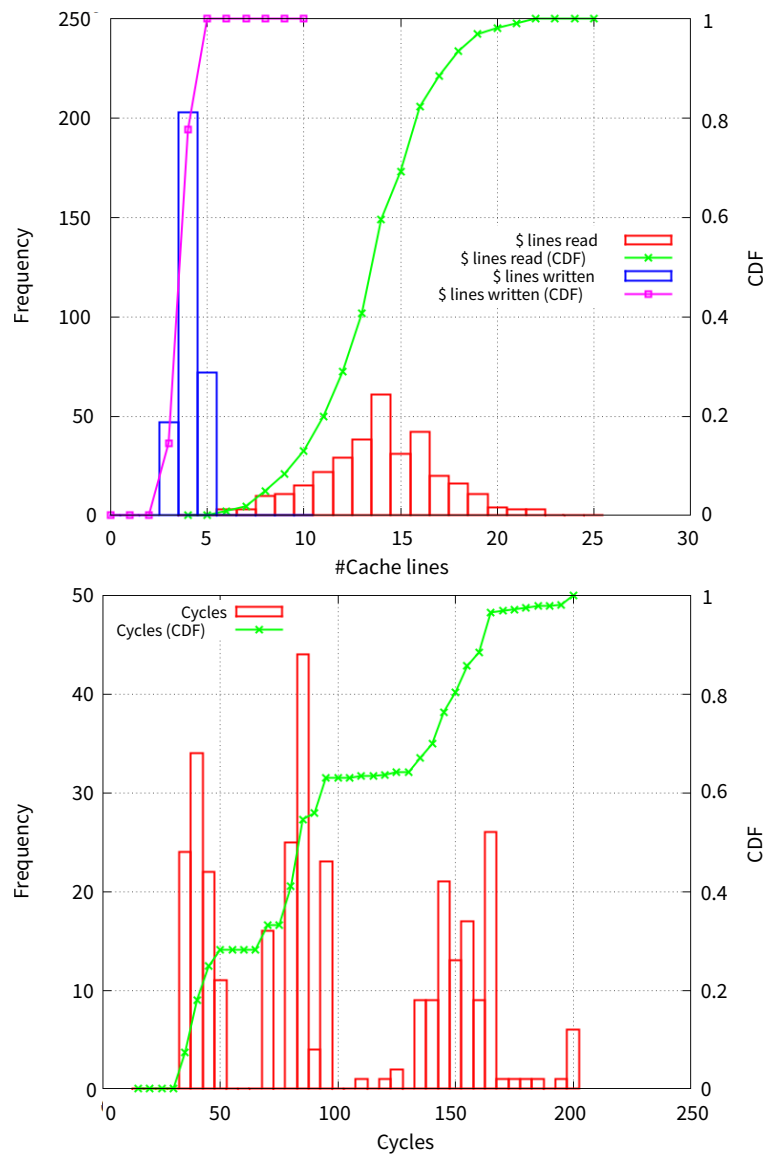 250
200
150
100
50
0
Frequency
1
0.8
0.6
0.4
0.2
0
CDF
$ lines read
$ lines read (CDF)
$ lines written
$ lines written (CDF)
0 5 10 15 20 25 30
#Cache lines
50
40
30
20
10
0
Frequency
1
0.8
0.6
0.4
0.2
0
CDF
Cycles
Cycles (CDF)
0 50 100 150 200 250
Cycles